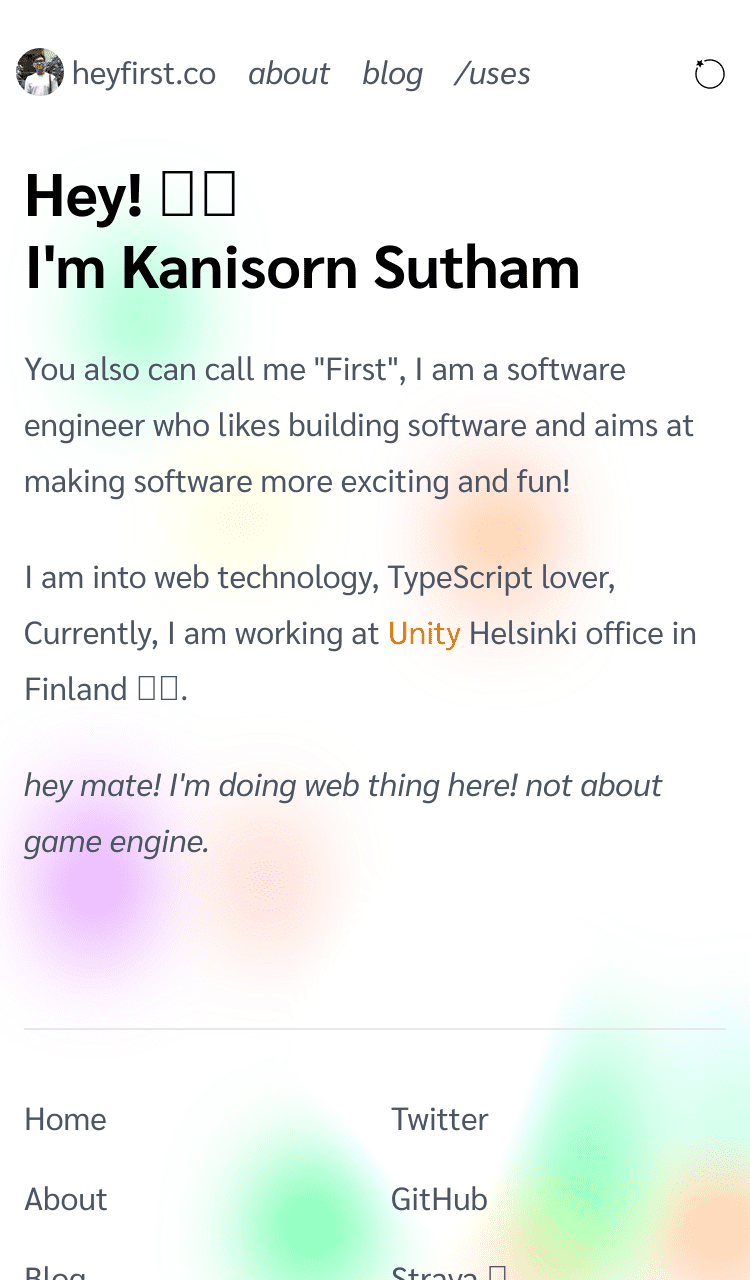 heyfirst.co about blog /uses
Hey!
I'm Kanisorn Sutham
You also can call me "First", I am a software
engineer who likes building software and aims at
making software more exciting and fun!
I am into web technology, TypeScript lover,
Currently, I am working at Unity Helsinki office in
Finland .
hey mate! I'm doing web thing here! not about
game engine.
Home
Twitter
About
GitHub
Blog
Strava